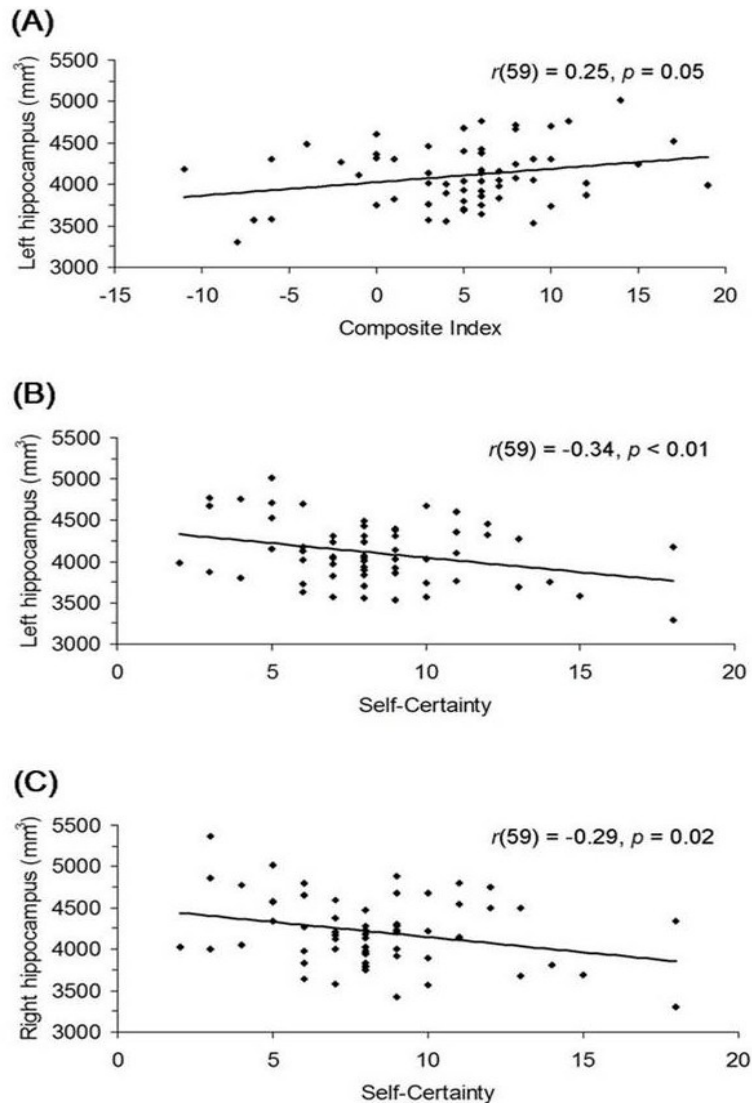 (A)
r(59) = 0.25, p = 0.05
Left hippocampus (mm³)
5500
5000
4500
4000
3500
3000
-15 -10 -5 0 5 10 15 20
Composite Index
(B)
r(59) = -0.34, p < 0.01
Left hippocampus (mm³)
5500
5000
4500
4000
3500
3000
0 5 10 15 20
Self-Certainty
(C)
r(59) = -0.29, p = 0.02
Right hippocampus (mm³)
5500
5000
4500
4000
3500
3000
0 5 10 15 20
Self-Certainty